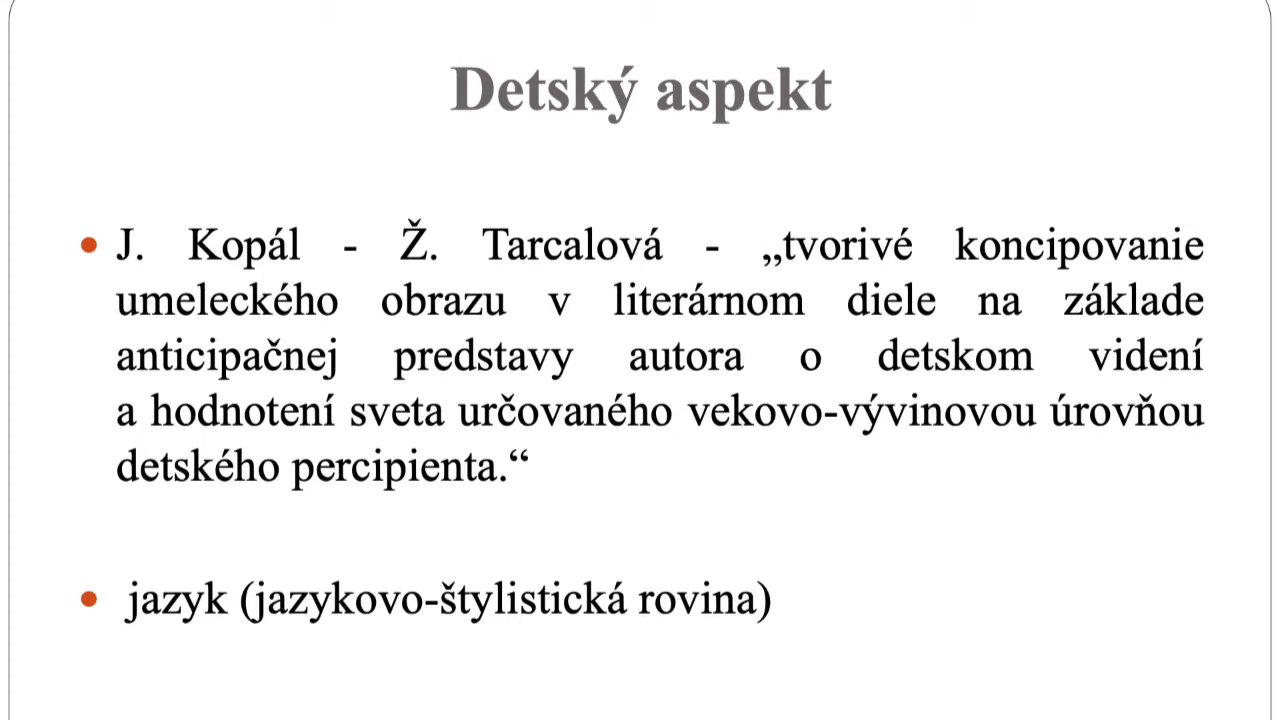 Detský aspekt
• J. Kopál - Ž. Tarcalová - „tvorivé koncipovanie
umeleckého obrazu v literárnom diele na základe
anticipačnej predstavy autora o detskom videní
a hodnotení sveta určovaného vekovo-vývinovou úrovňou
detského percipienta.“
• jazyk (jazykovo-štylistická rovina)